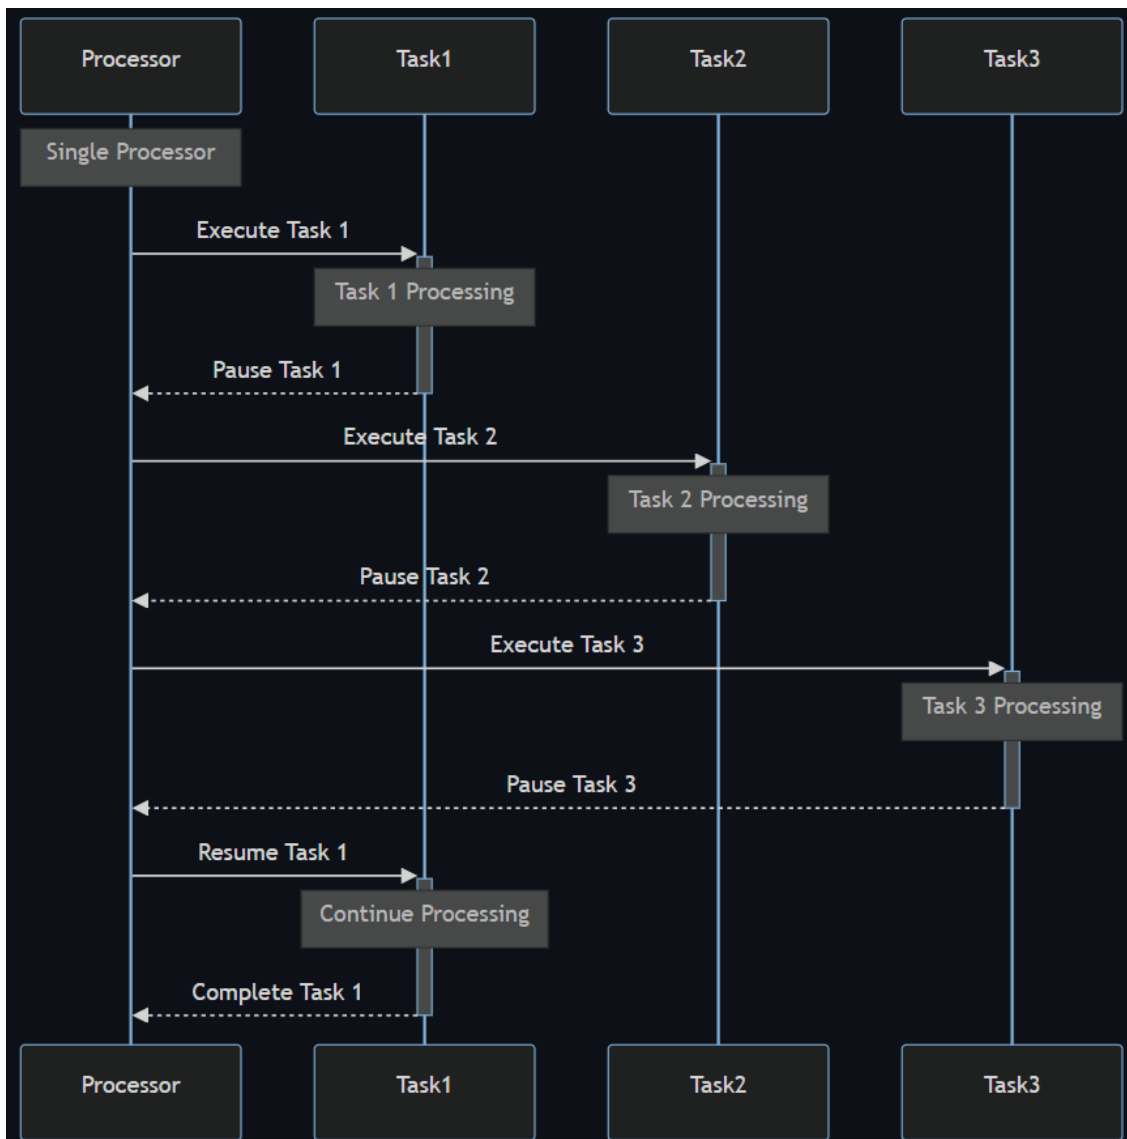 Processor
Task1
Task2
Task3
Single Processor
Execute Task 1
Task 1 Processing
Pause Task 1
Execute Task 2
Task 2 Processing
Pause Task 2
Execute Task 3
Task 3 Processing
Pause Task 3
Resume Task 1
Continue Processing
Complete Task 1
Processor
Task1
Task2
Task3